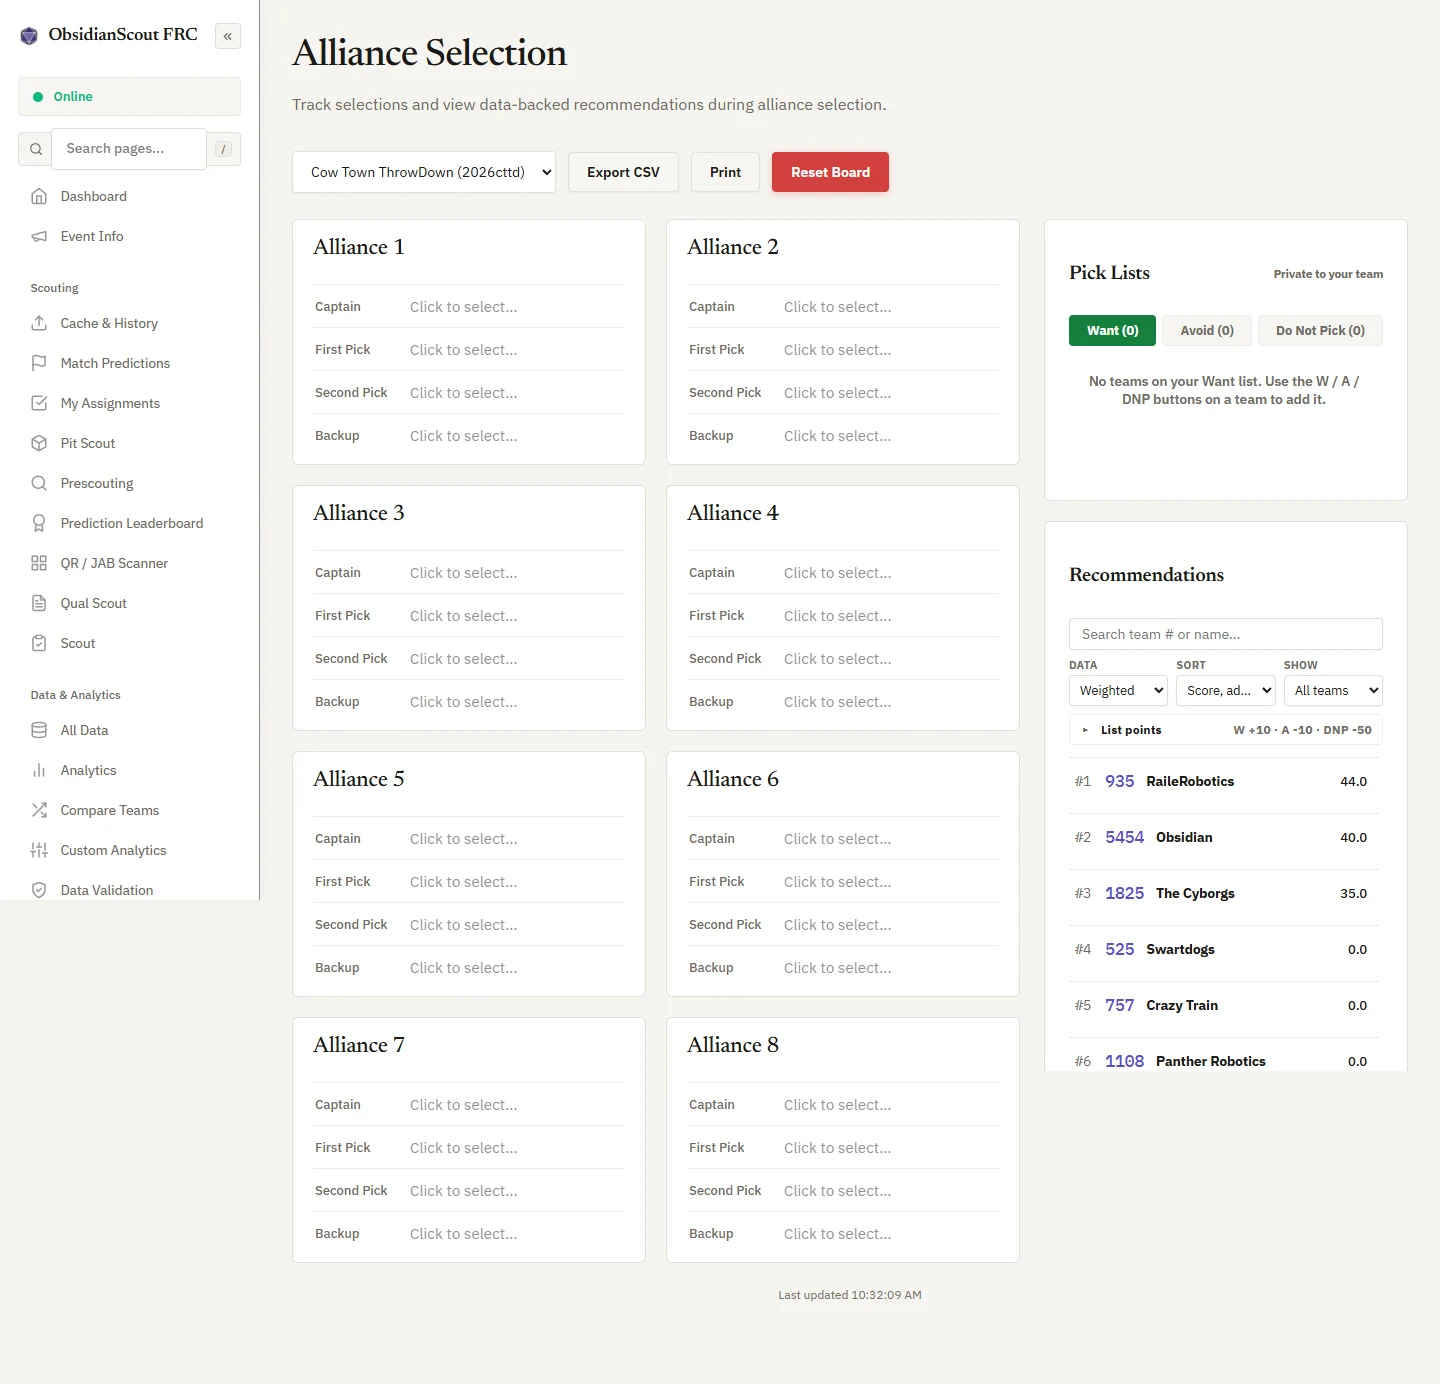 ObsidianScout FRC
«
Online
Search pages...
/
Dashboard
Event Info
Scouting
Cache & History
Match Predictions
My Assignments
Pit Scout
Prescouting
Prediction Leaderboard
QR / JAB Scanner
Qual Scout
Scout
Data & Analytics
All Data
Analytics
Compare Teams
Custom Analytics
Data Validation
Alliance Selection
Track selections and view data-backed recommendations during alliance selection.
Cow Town ThrowDown (2026cttd)
Export CSV
Print
Reset Board
Alliance 1
Captain Click to select...
First Pick Click to select...
Second Pick Click to select...
Backup Click to select...
Alliance 2
Captain Click to select...
First Pick Click to select...
Second Pick Click to select...
Backup Click to select...
Alliance 3
Captain Click to select...
First Pick Click to select...
Second Pick Click to select...
Backup Click to select...
Alliance 4
Captain Click to select...
First Pick Click to select...
Second Pick Click to select...
Backup Click to select...
Alliance 5
Captain Click to select...
First Pick Click to select...
Second Pick Click to select...
Backup Click to select...
Alliance 6
Captain Click to select...
First Pick Click to select...
Second Pick Click to select...
Backup Click to select...
Alliance 7
Captain Click to select...
First Pick Click to select...
Second Pick Click to select...
Backup Click to select...
Alliance 8
Captain Click to select...
First Pick Click to select...
Second Pick Click to select...
Backup Click to select...
Last updated 10:32:09 AM
Pick Lists
Private to your team
Want (0)
Avoid (0)
Do Not Pick (0)
No teams on your Want list. Use the W / A /
DNP buttons on a team to add it.
Recommendations
Search team # or name...
DATA SORT SHOW
Weighted Score, ad... All teams
List points W +10 · A -10 · DNP -50
#1 935 RaileRobotics 44.0
#2 5454 Obsidian 40.0
#3 1825 The Cyborgs 35.0
#4 525 Swartdogs 0.0
#5 757 Crazy Train 0.0
#6 1108 Panther Robotics 0.0